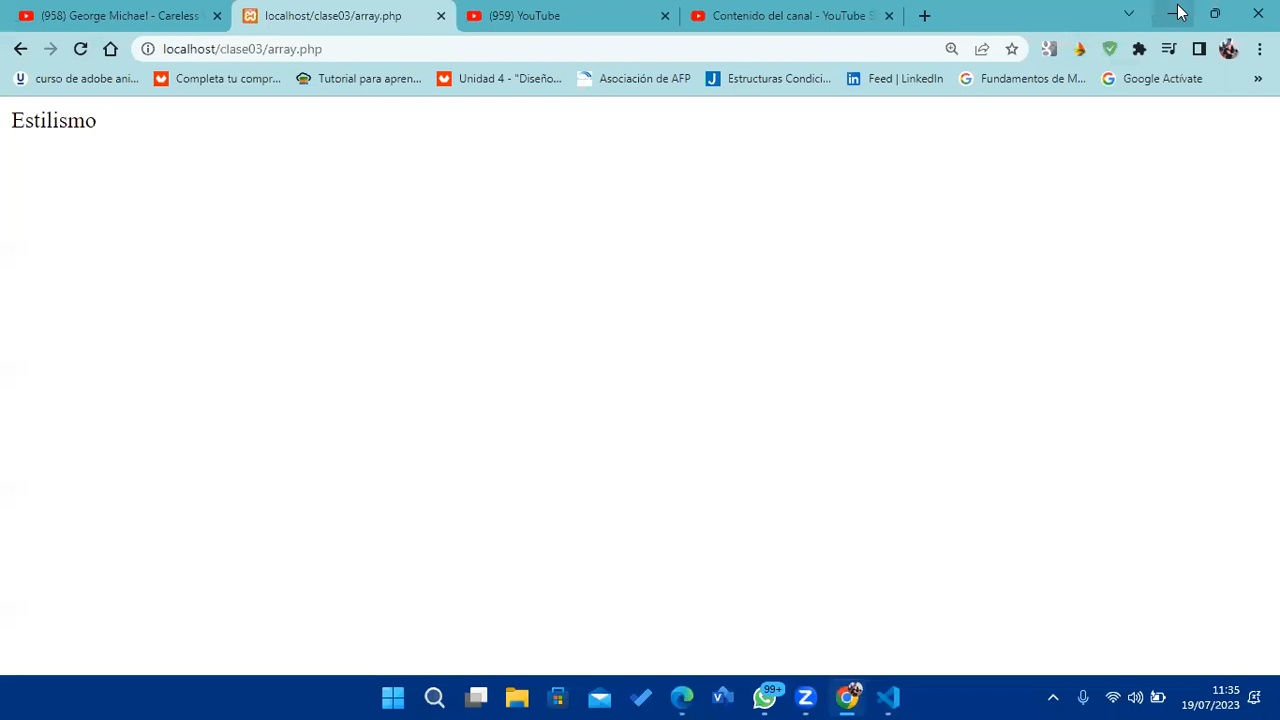 (958) George Michael - Careless
localhost/clase03/array.php
(959) YouTube
Contenido del canal - YouTube S
localhost/clase03/array.php
curso de adobe ani...
Completa tu compr...
Tutorial para apren...
Unidad 4 - "Diseño...
Asociación de AFP
Estructuras Condici...
Feed | LinkedIn
Fundamentos de M...
Google Actívate
»
Estilismo
99+
11:35
19/07/2023